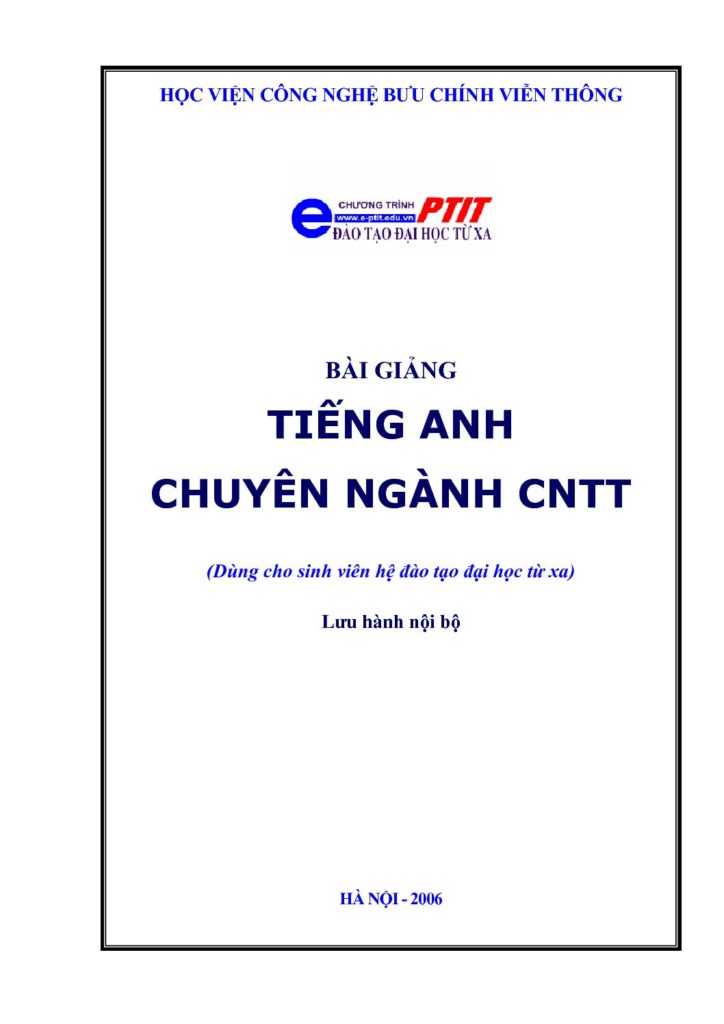 HỌC VIỆN CÔNG NGHỆ BƯU CHÍNH VIỄN THÔNG
e CHƯƠNG TRÌNH PTIT
www.e-ptit.edu.vn
ĐÀO TẠO ĐẠI HỌC TỪ XA
BÀI GIẢNG
TIẾNG ANH
CHUYÊN NGÀNH CNTT
(Dùng cho sinh viên hệ đào tạo đại học từ xa)
Lưu hành nội bộ
HÀ NỘI - 2006